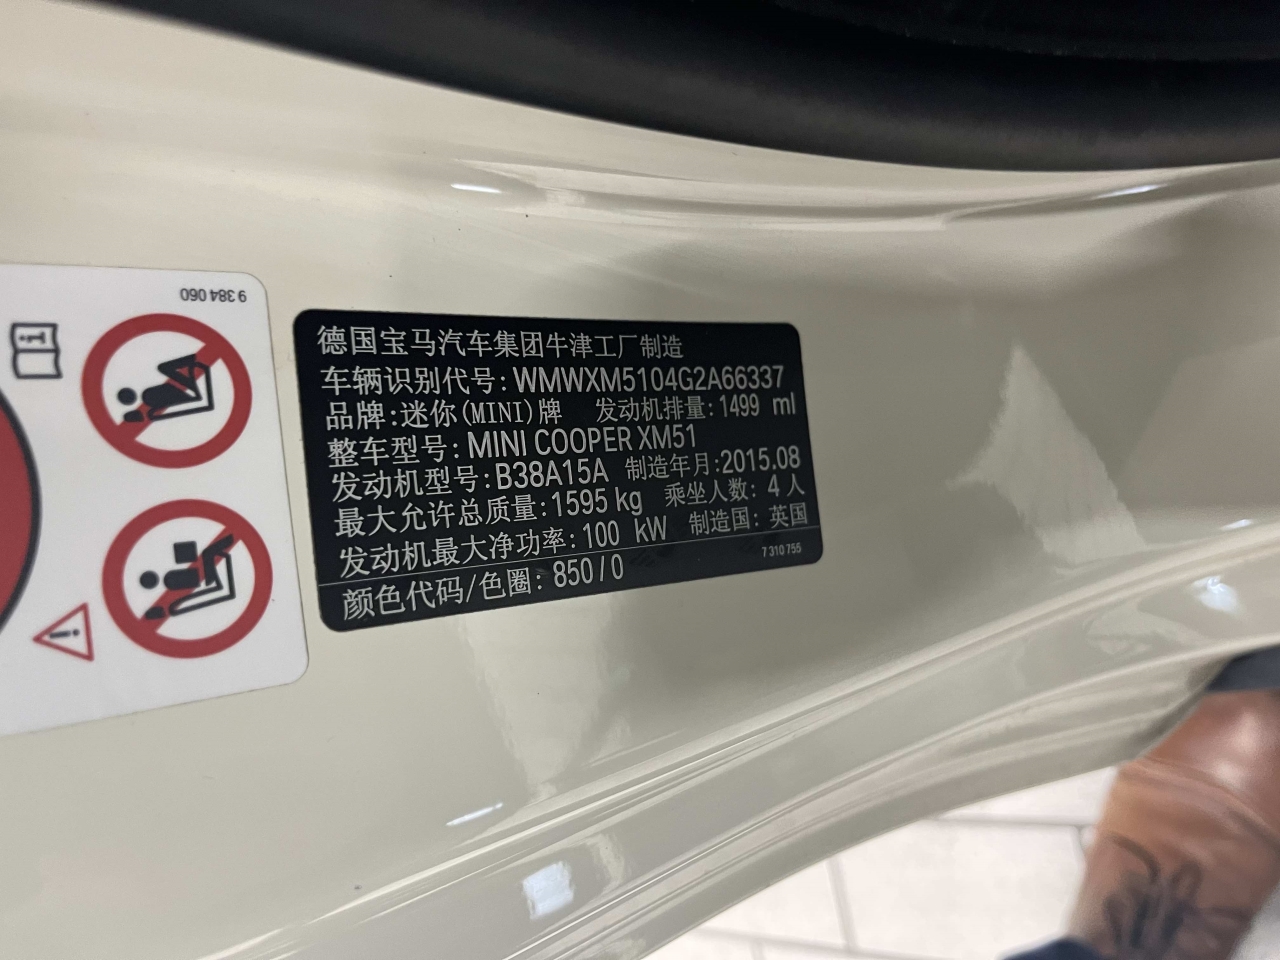 9 384 060
德国宝马汽车集团牛津工厂制造
车辆识别代号: WMWXM5104G2A66337
品牌:迷你(MINI)牌 发动机排量: 1499 ml
整车型号: MINI COOPER XM51
发动机型号: B38A15A 制造年月:2015.08
最大允许总质量: 1595 kg 乘坐人数: 4 人
发动机最大净功率: 100 kW 制造国: 英国
颜色代码/色圈: 850 / 0
7 310 755